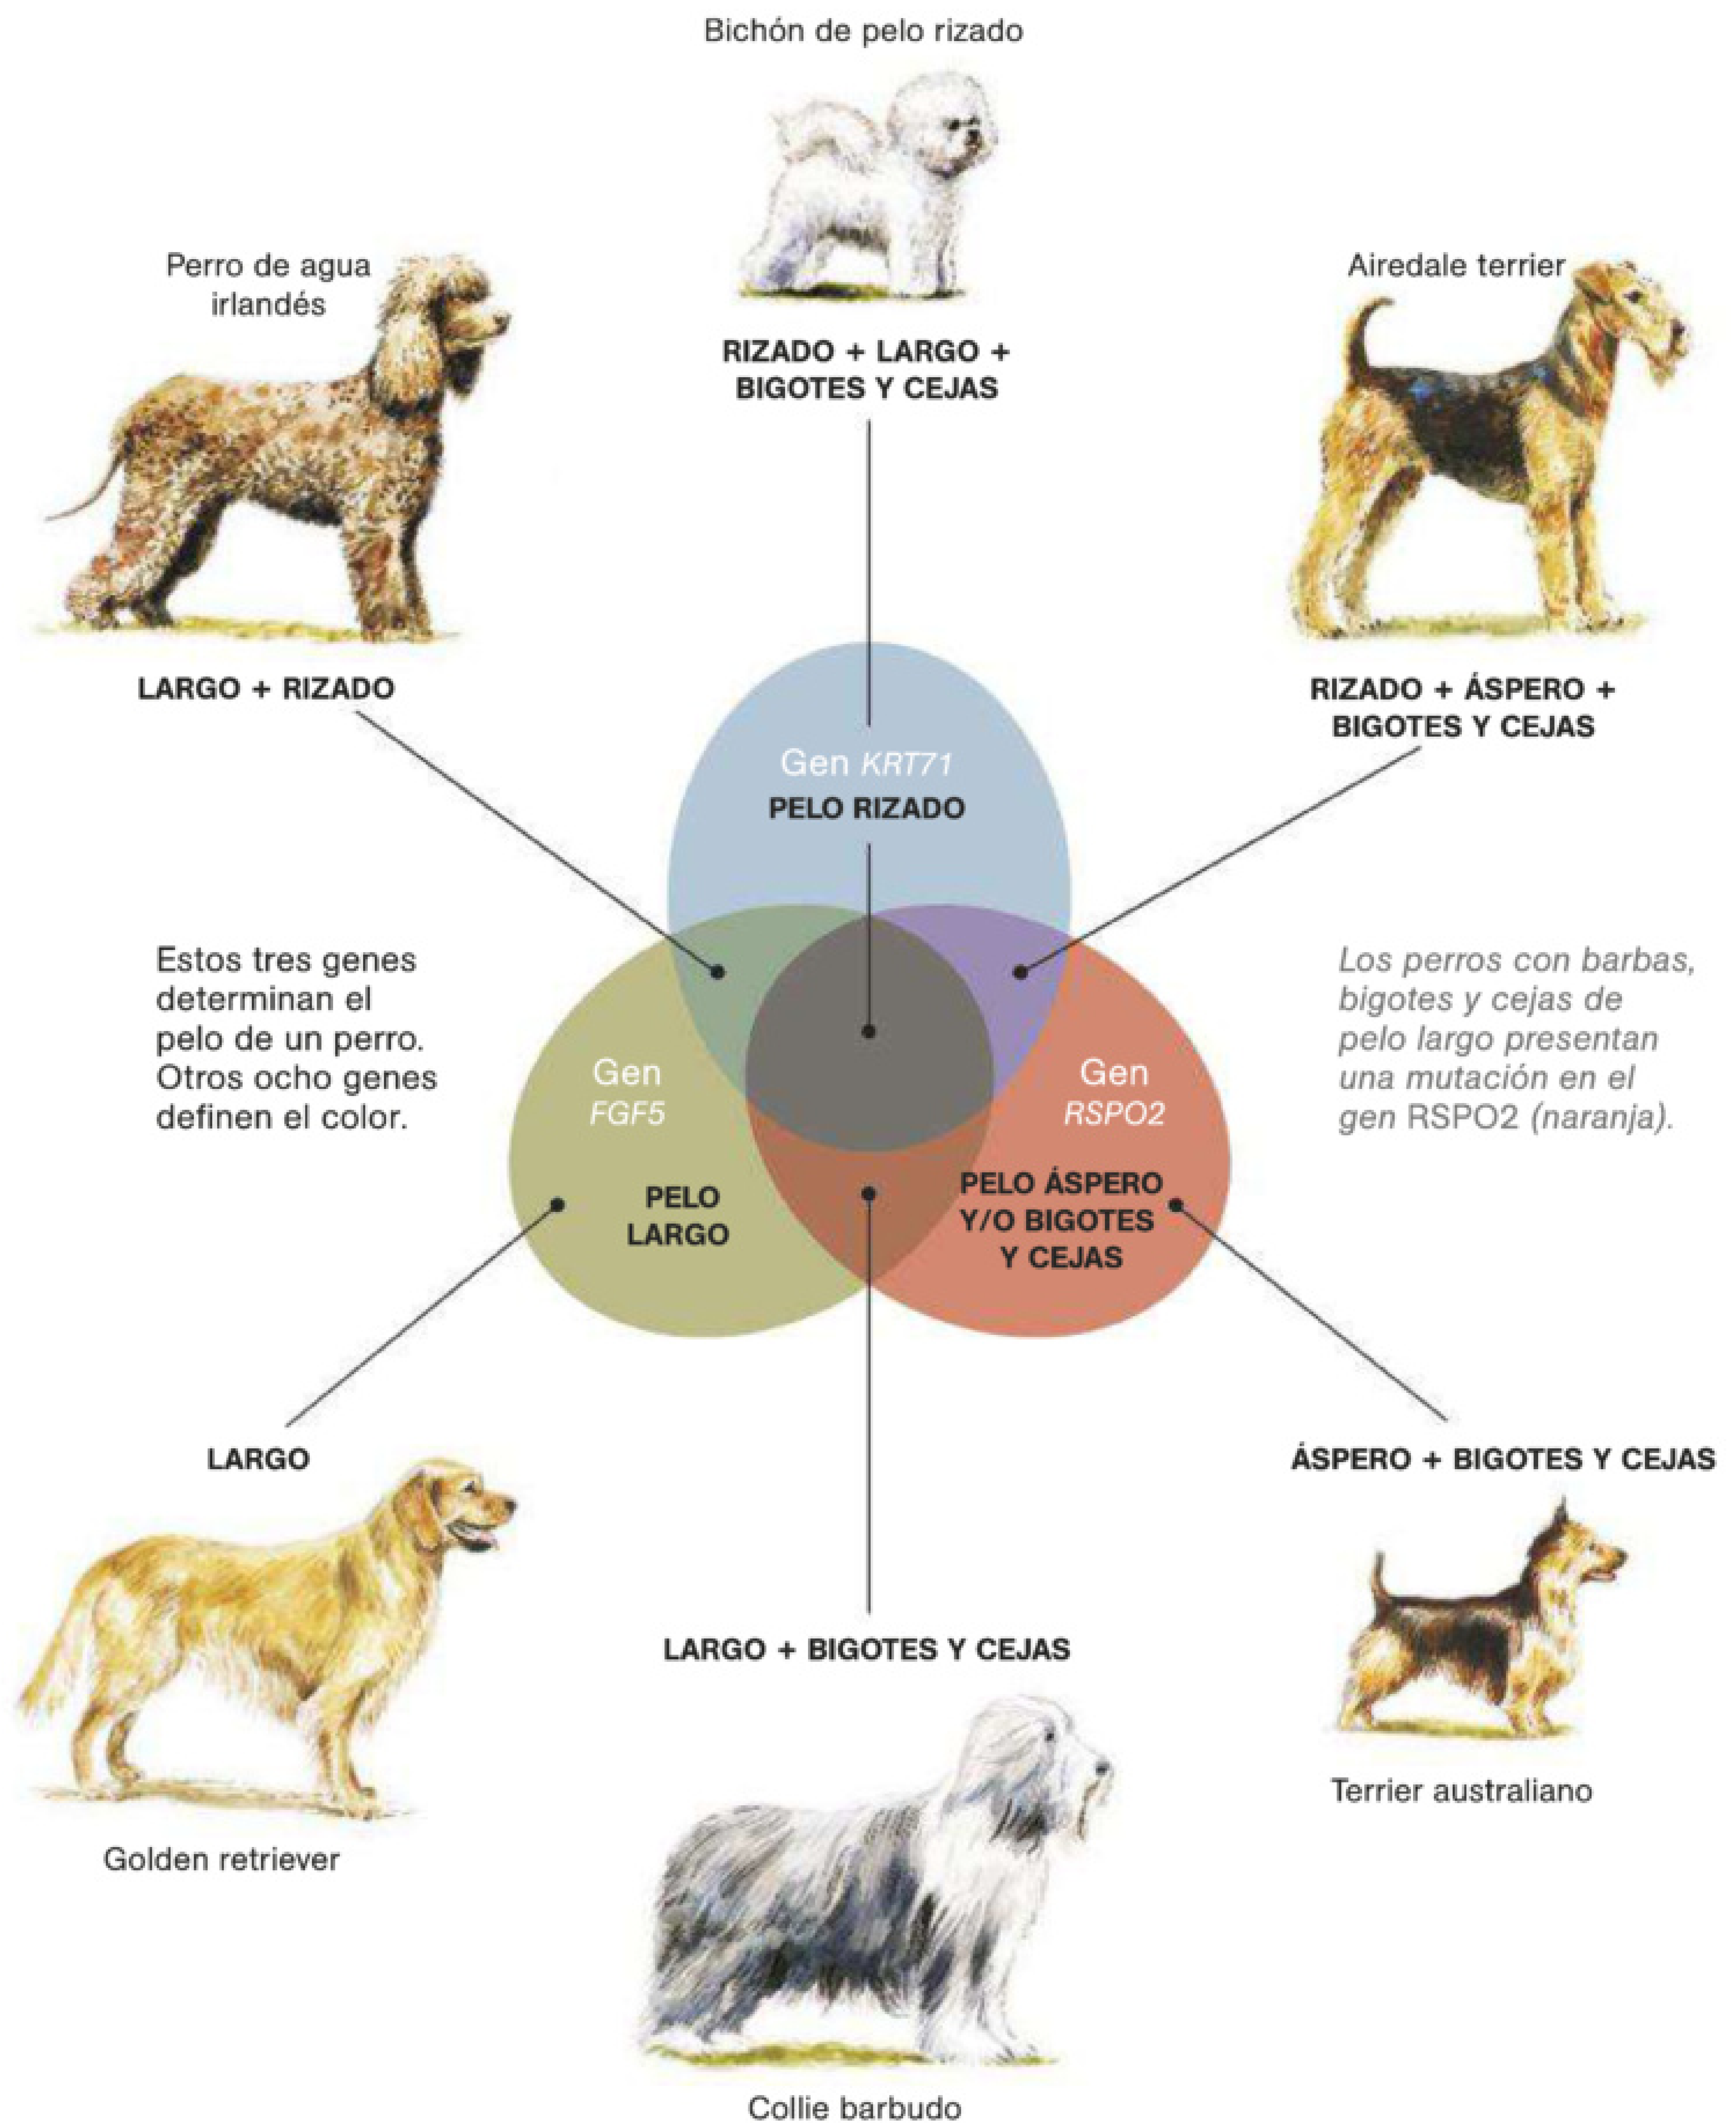 Bichón de pelo rizado
RIZADO + LARGO +
BIGOTES Y CEJAS
Perro de agua
irlandés
LARGO + RIZADO
Airedale terrier
RIZADO + ÁSPERO +
BIGOTES Y CEJAS
Gen KRT71
PELO RIZADO
Estos tres genes
determinan el
pelo de un perro.
Otros ocho genes
definen el color.
Gen
FGF5
PELO
LARGO
Gen
RSPO2
PELO ÁSPERO
Y/O BIGOTES
Y CEJAS
Los perros con barbas,
bigotes y cejas de
pelo largo presentan
una mutación en el
gen RSPO2 (naranja).
LARGO
Golden retriever
LARGO + BIGOTES Y CEJAS
Collie barbudo
ÁSPERO + BIGOTES Y CEJAS
Terrier australiano